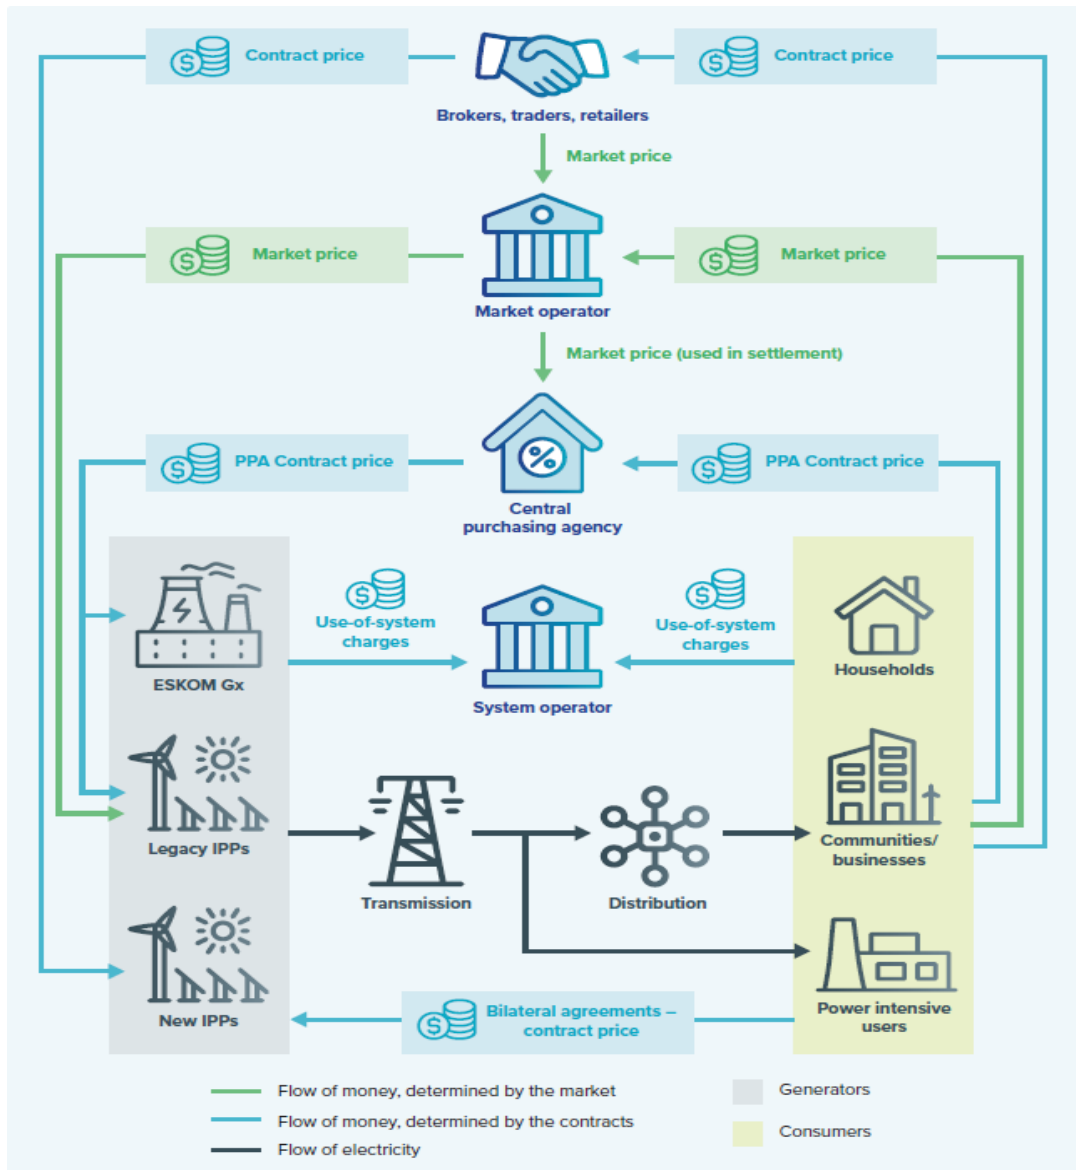 Contract price
Contract price
Brokers, traders, retailers
Market price
Market price
Market price
Market operator
Market price (used in settlement)
PPA Contract price
PPA Contract price
Central
purchasing agency
Use-of-system
charges
Use-of-system
charges
ESKOM Gx
Households
System operator
Legacy IPPs
Communities/
businesses
Transmission
Distribution
New IPPs
Bilateral agreements –
contract price
Power intensive
users
Flow of money, determined by the market
Flow of money, determined by the contracts
Flow of electricity
Generators
Consumers